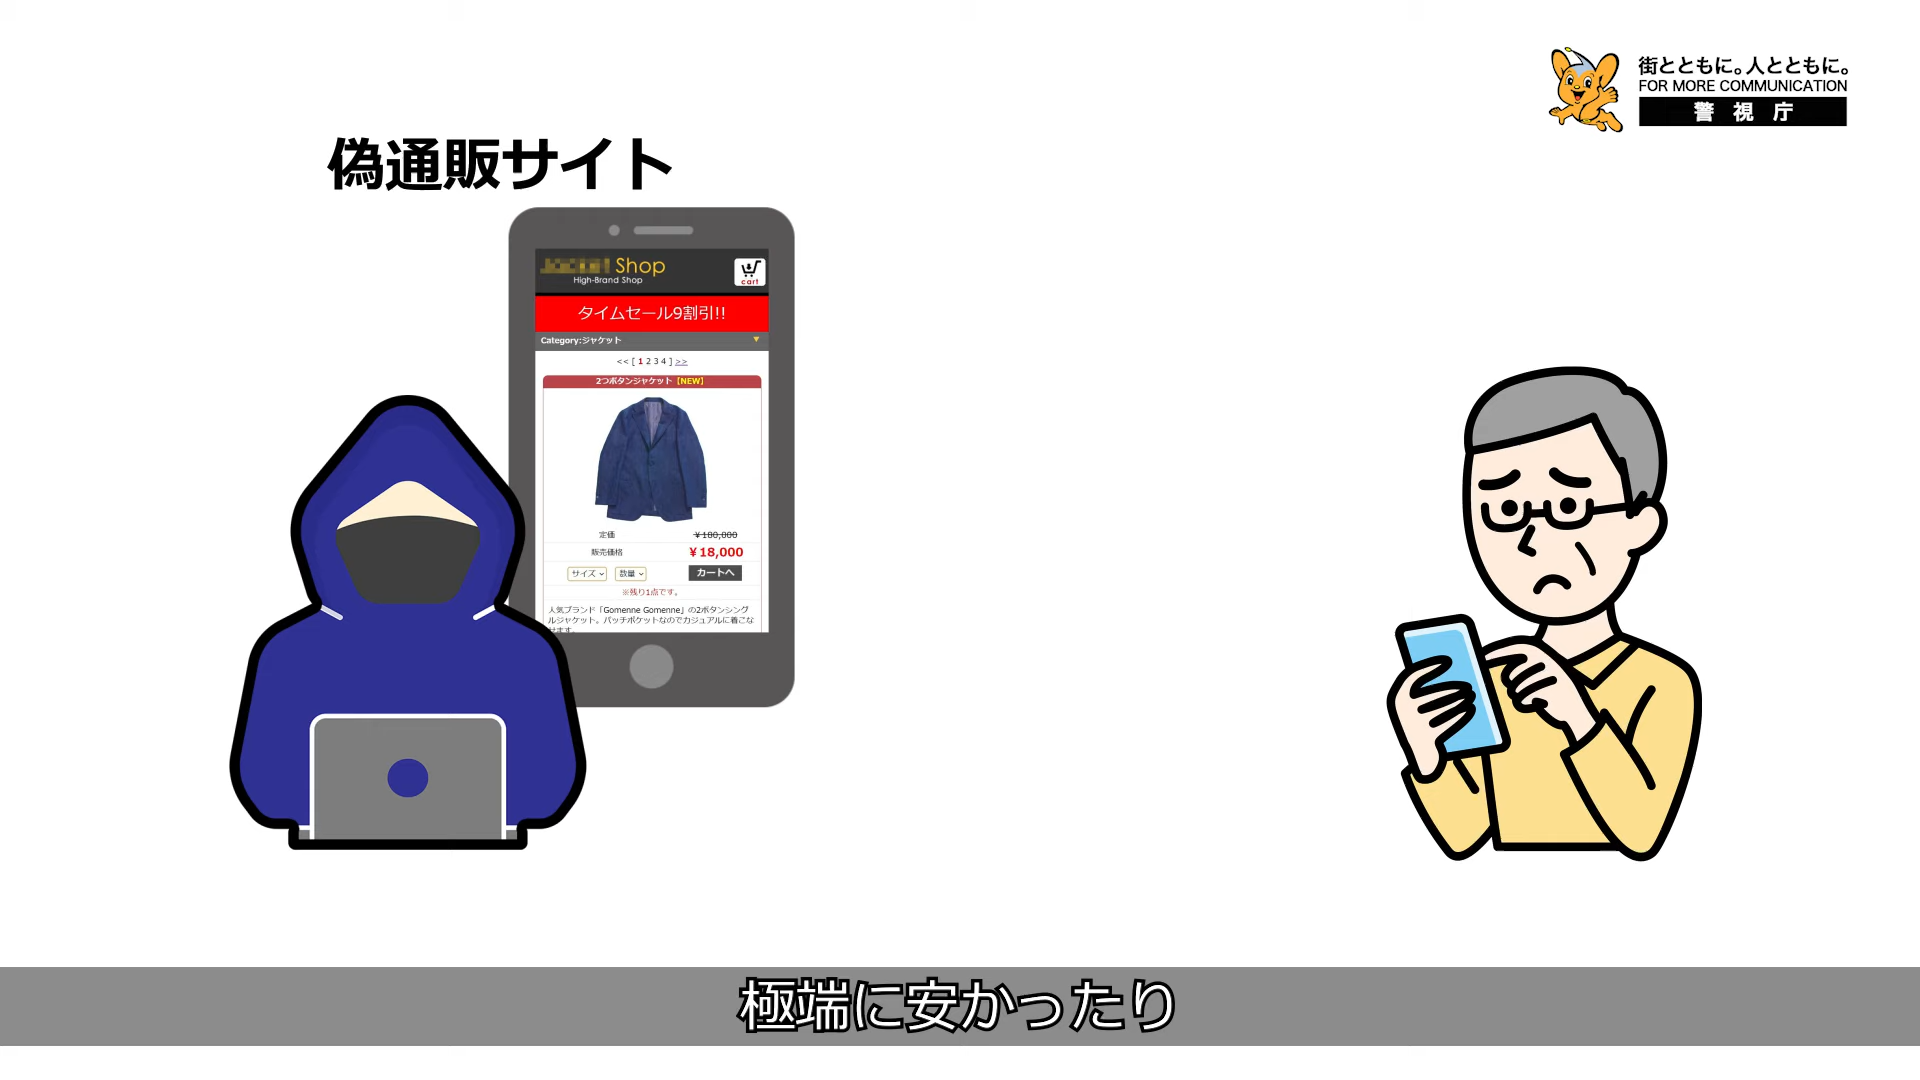 街とともに。人とともに。
FOR MORE COMMUNICATION
警視庁
偽通販サイト
Shop
High-Brand Shop
cart
タイムセール9割引!!
Category:ジャケット ▼
<< [ 1 2 3 4 ] >>
2つボタンジャケット【NEW】
定価 ¥180,000
販売価格 ¥18,000
サイズ 数量 カートへ
※残り1点です。
人気ブランド「Gomenne Gomenne」の2ボタンシング
ルジャケット。パッチポケットなのでカジュアルに着こな
せます。
極端に安かったり